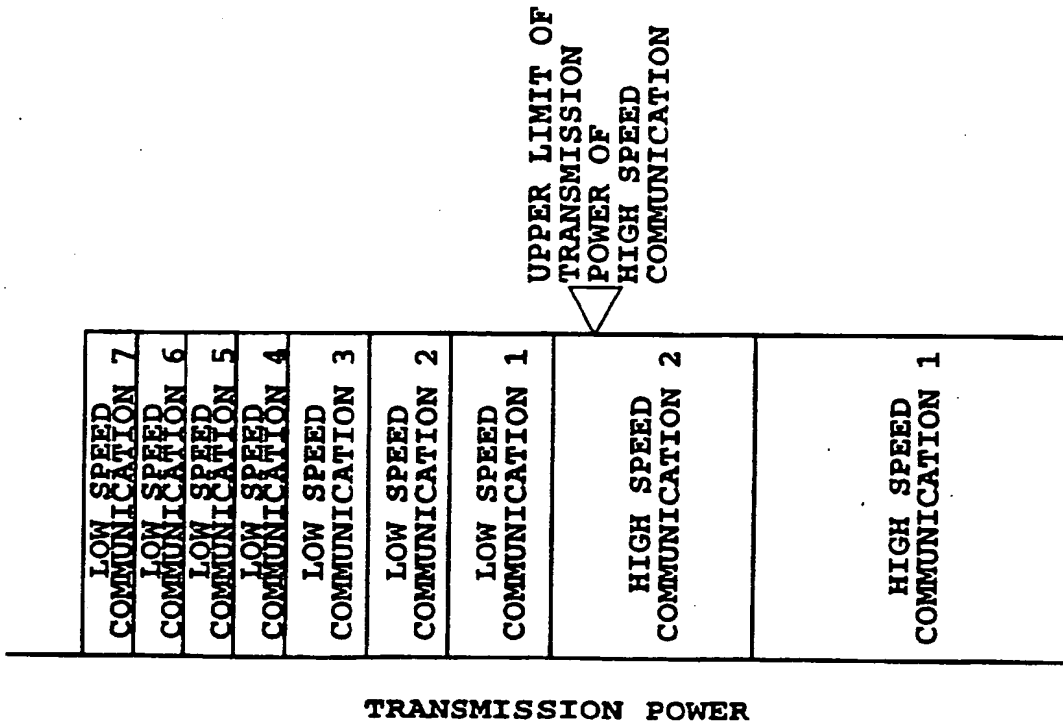 LOW SPEED
COMMUNICATION 7
LOW SPEED
COMMUNICATION 6
LOW SPEED
COMMUNICATION 5
LOW SPEED
COMMUNICATION 4
LOW SPEED
COMMUNICATION 3
LOW SPEED
COMMUNICATION 2
LOW SPEED
COMMUNICATION 1
HIGH SPEED
COMMUNICATION 2
HIGH SPEED
COMMUNICATION 1
UPPER LIMIT OF
TRANSMISSION
POWER OF
HIGH SPEED
COMMUNICATION
TRANSMISSION POWER